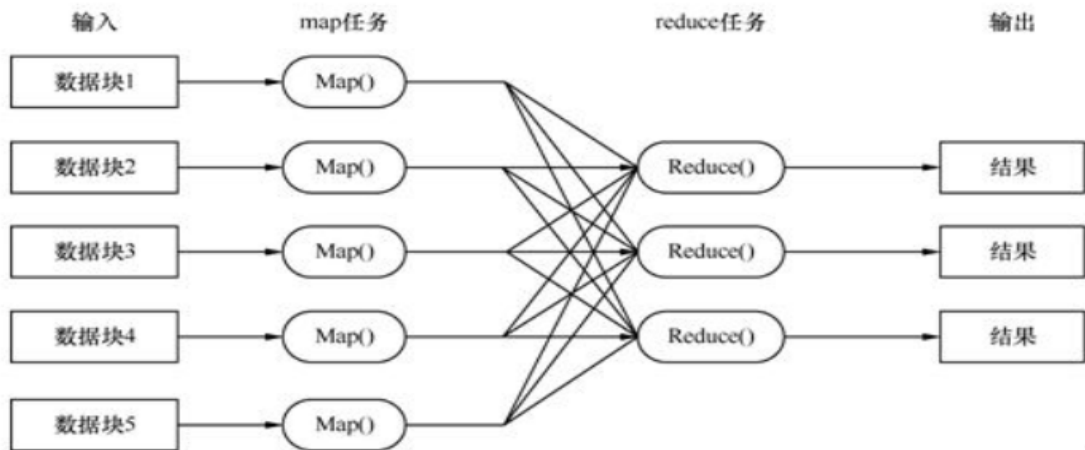 输入 map任务 reduce任务 输出
数据块1 Map()
数据块2 Map() Reduce() 结果
数据块3 Map() Reduce() 结果
数据块4 Map() Reduce() 结果
数据块5 Map()